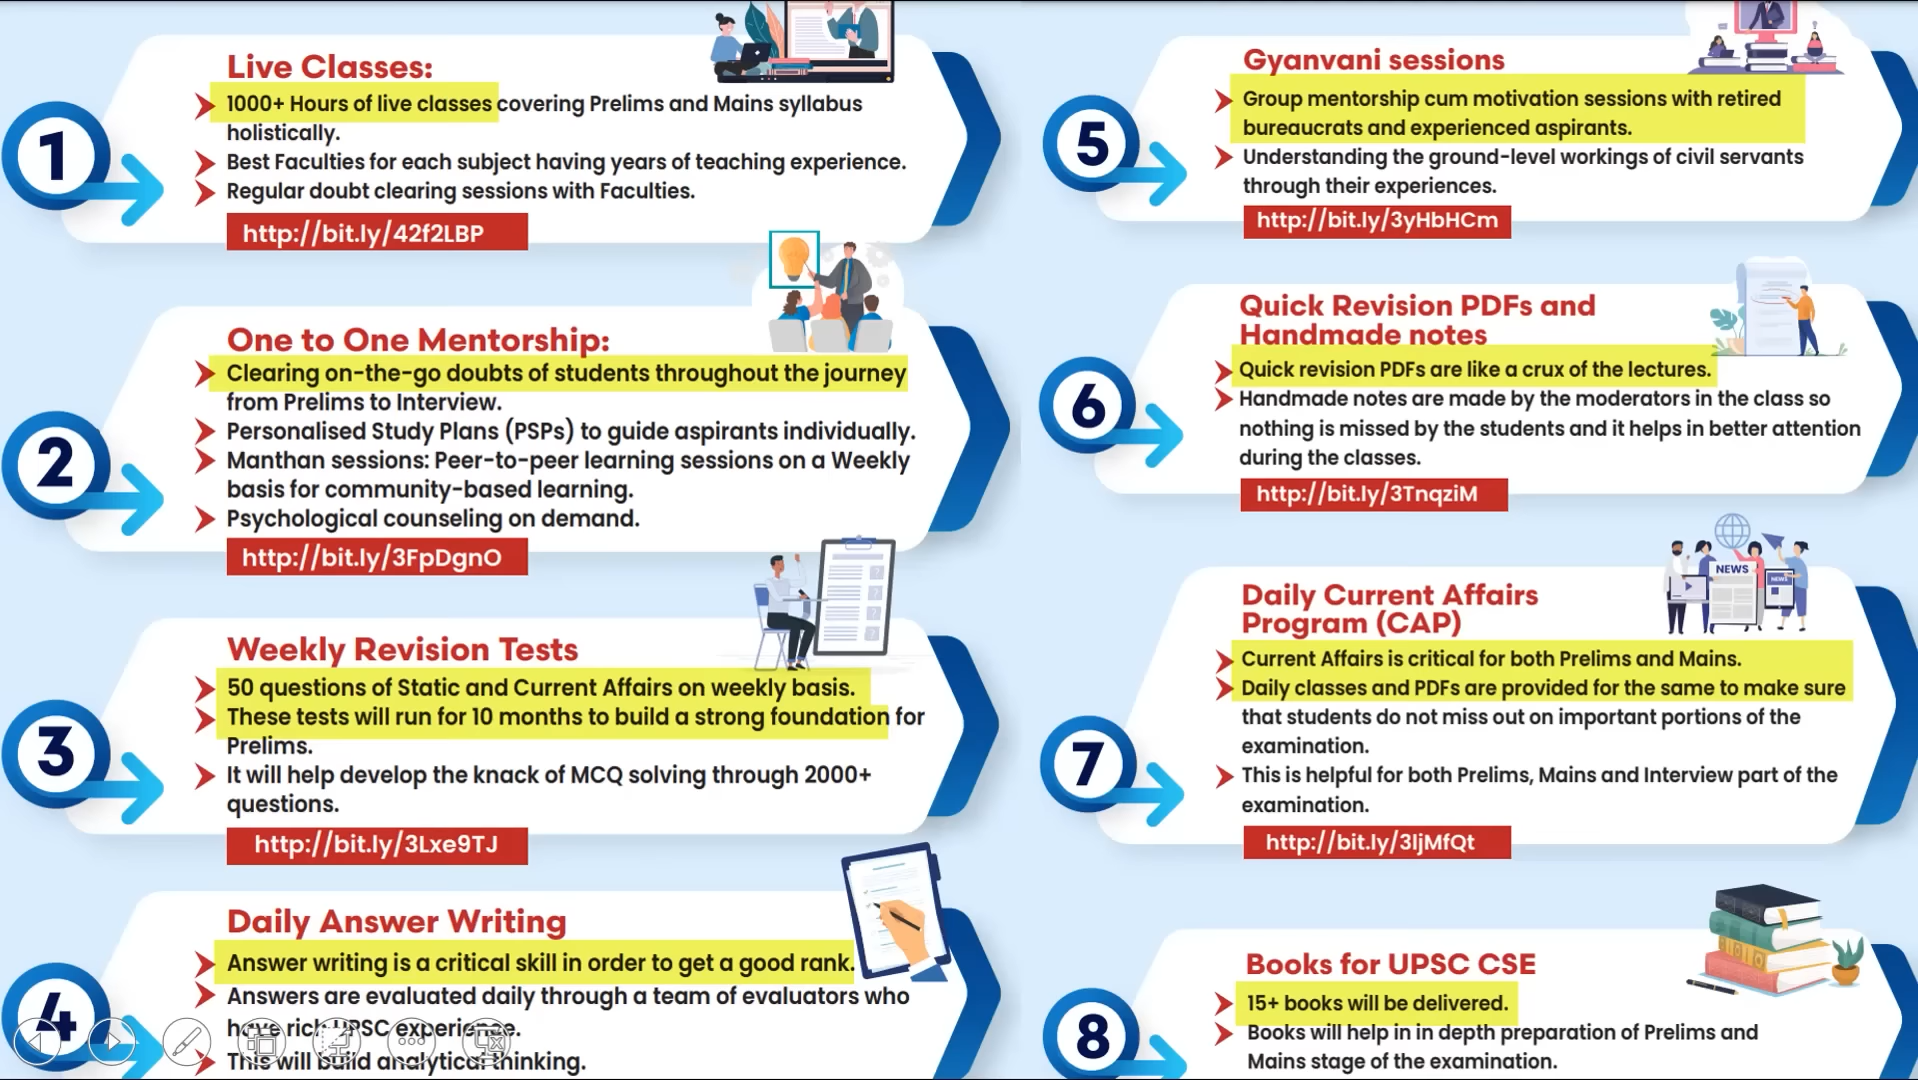 1
Live Classes:
1000+ Hours of live classes covering Prelims and Mains syllabus
holistically.
Best Faculties for each subject having years of teaching experience.
Regular doubt clearing sessions with Faculties.
http://bit.ly/42f2LBP
2
One to One Mentorship:
Clearing on-the-go doubts of students throughout the journey
from Prelims to Interview.
Personalised Study Plans (PSPs) to guide aspirants individually.
Manthan sessions: Peer-to-peer learning sessions on a Weekly
basis for community-based learning.
Psychological counseling on demand.
http://bit.ly/3FpDgnO
3
Weekly Revision Tests
50 questions of Static and Current Affairs on weekly basis.
These tests will run for 10 months to build a strong foundation for
Prelims.
It will help develop the knack of MCQ solving through 2000+
questions.
http://bit.ly/3Lxe9TJ
4
Daily Answer Writing
Answer writing is a critical skill in order to get a good rank.
Answers are evaluated daily through a team of evaluators who
have rich UPSC experience.
This will build analytical thinking.
5
Gyanvani sessions
Group mentorship cum motivation sessions with retired
bureaucrats and experienced aspirants.
Understanding the ground-level workings of civil servants
through their experiences.
http://bit.ly/3yHbHCm
6
Quick Revision PDFs and
Handmade notes
Quick revision PDFs are like a crux of the lectures.
Handmade notes are made by the moderators in the class so
nothing is missed by the students and it helps in better attention
during the classes.
http://bit.ly/3TnqziM
7
NEWS
NEWS
Daily Current Affairs
Program (CAP)
Current Affairs is critical for both Prelims and Mains.
Daily classes and PDFs are provided for the same to make sure
that students do not miss out on important portions of the
examination.
This is helpful for both Prelims, Mains and Interview part of the
examination.
http://bit.ly/3ljMfQt
8
Books for UPSC CSE
15+ books will be delivered.
Books will help in in depth preparation of Prelims and
Mains stage of the examination.